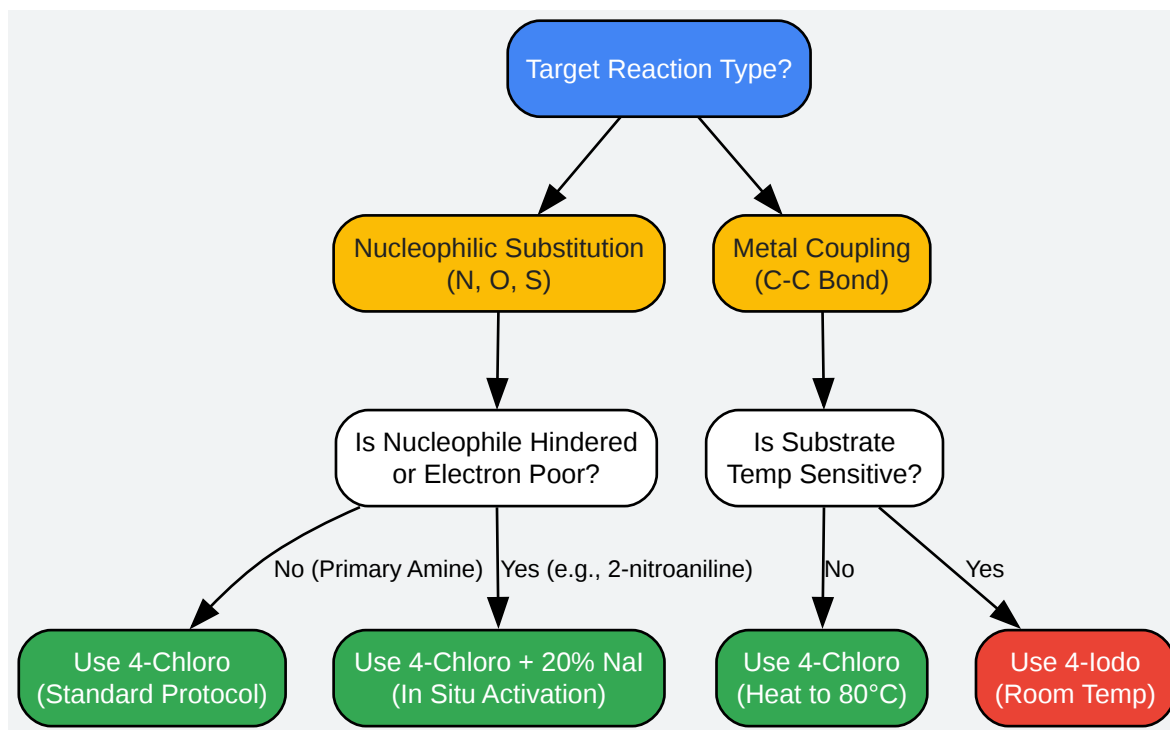 Target Reaction Type?
Nucleophilic Substitution
(N, O, S)
Metal Coupling
(C-C Bond)
Is Nucleophile Hindered
or Electron Poor?
Is Substrate
Temp Sensitive?
No (Primary Amine)
Yes (e.g., 2-nitroaniline)
No
Yes
Use 4-Chloro
(Standard Protocol)
Use 4-Chloro + 20% NaI
(In Situ Activation)
Use 4-Chloro
(Heat to 80°C)
Use 4-Iodo
(Room Temp)